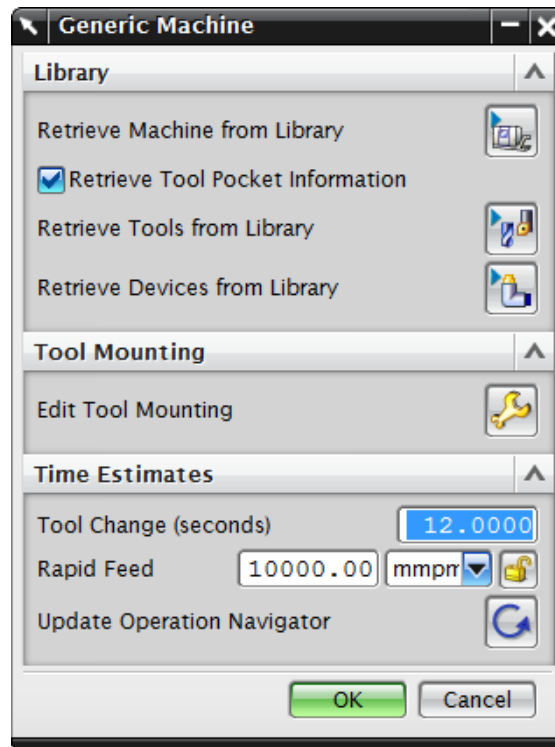 Generic Machine
Library
Retrieve Machine from Library
Retrieve Tool Pocket Information
Retrieve Tools from Library
Retrieve Devices from Library
Tool Mounting
Edit Tool Mounting
Time Estimates
Tool Change (seconds) 12.0000
Rapid Feed 10000.00 mmpm
Update Operation Navigator
OK Cancel